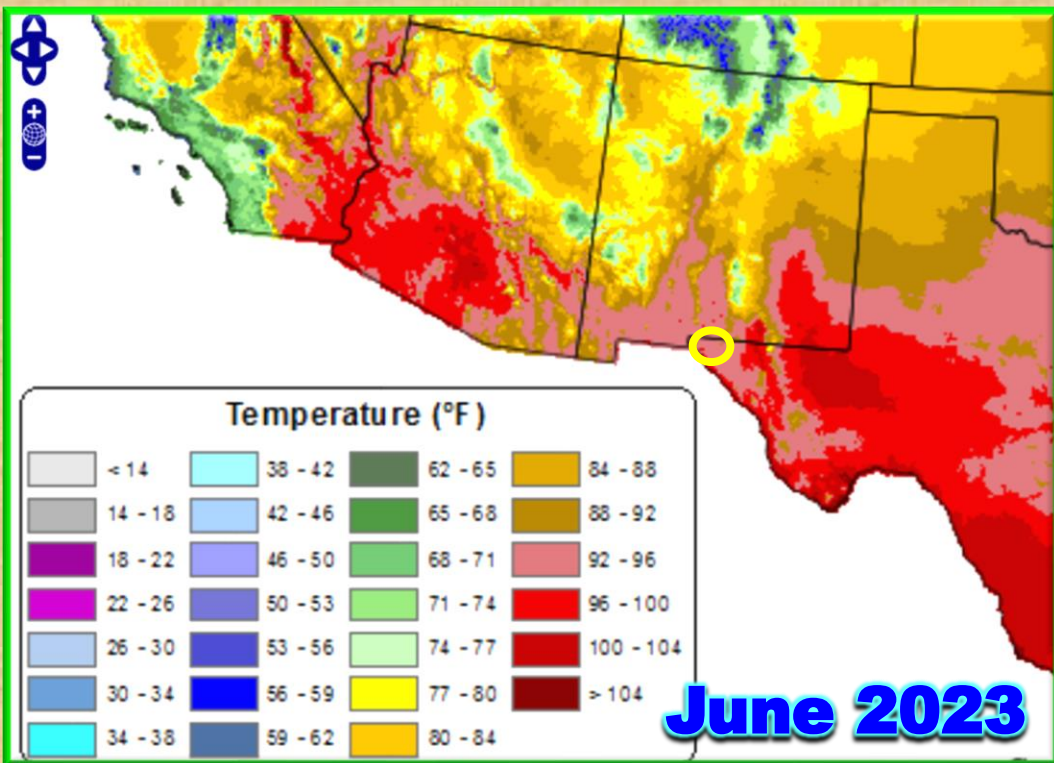 Temperature (°F)
< 14 38 - 42 62 - 65 84 - 88
14 - 18 42 - 46 65 - 68 88 - 92
18 - 22 46 - 50 68 - 71 92 - 96
22 - 26 50 - 53 71 - 74 96 - 100
26 - 30 53 - 56 74 - 77 100 - 104
30 - 34 56 - 59 77 - 80 > 104
34 - 38 59 - 62 80 - 84
June 2023